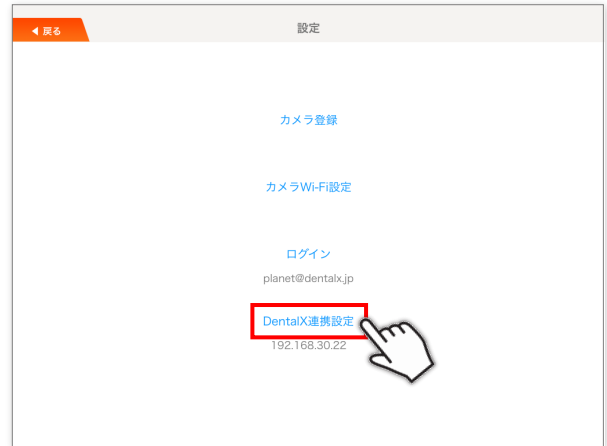 ◀ 戻る
設定
カメラ登録
カメラWi-Fi設定
ログイン
planet@dentalx.jp
DentalX連携設定
192.168.30.22